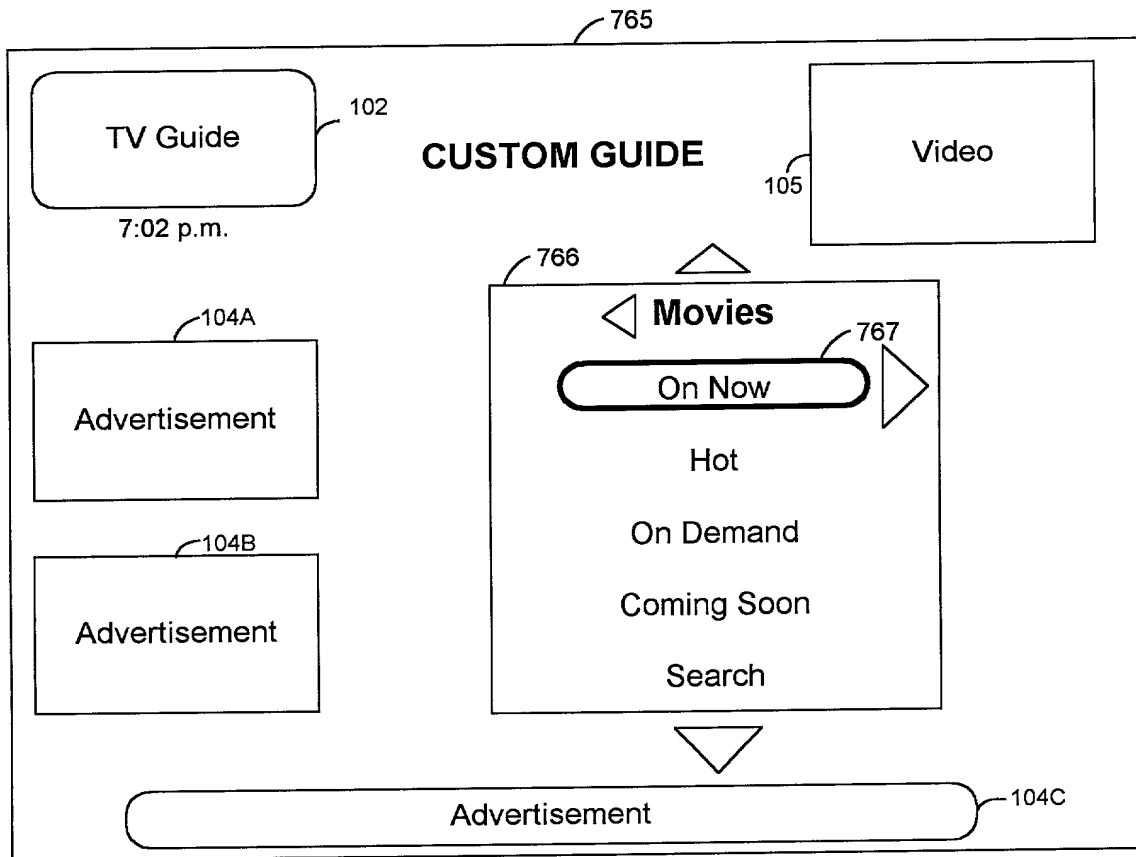 765
TV Guide
102
CUSTOM GUIDE
Video
105
7:02 p.m.
766
Movies
767
On Now
Hot
On Demand
Coming Soon
Search
104A
Advertisement
104B
Advertisement
Advertisement
104C